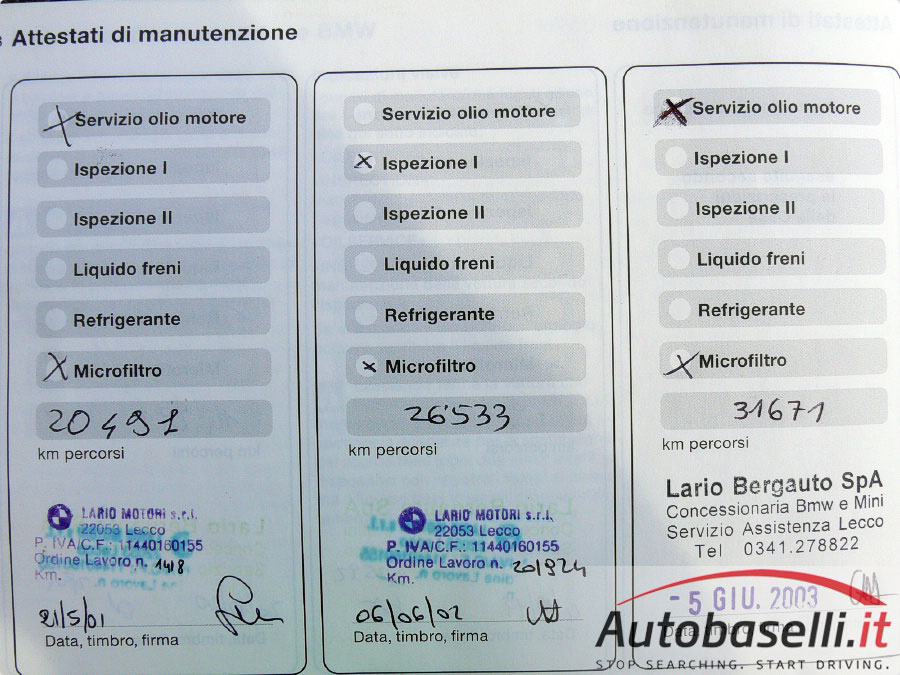 Attestati di manutenzione
Servizio olio motore
Ispezione I
Ispezione II
Liquido freni
Refrigerante
Microfiltro
20491
km percorsi
LARIO MOTORI s.r.l.
22053 Lecco
P. IVA/C.F.: 11440160155
Ordine Lavoro n. 148
Km.
21/5/01
Data, timbro, firma
Servizio olio motore
Ispezione I
Ispezione II
Liquido freni
Refrigerante
Microfiltro
26'533
km percorsi
LARIO MOTORI s.r.l.
22053 Lecco
P. IVA/C.F.: 11440160155
Ordine Lavoro n. 201924
Km.
06/06/02
Data, timbro, firma
Servizio olio motore
Ispezione I
Ispezione II
Liquido freni
Refrigerante
Microfiltro
31671
km percorsi
Lario Bergauto SpA
Concessionaria Bmw e Mini
Servizio Assistenza Lecco
Tel 0341.278822
- 5 GIU. 2003
Autobaselli.it
STOP SEARCHING. START DRIVING.